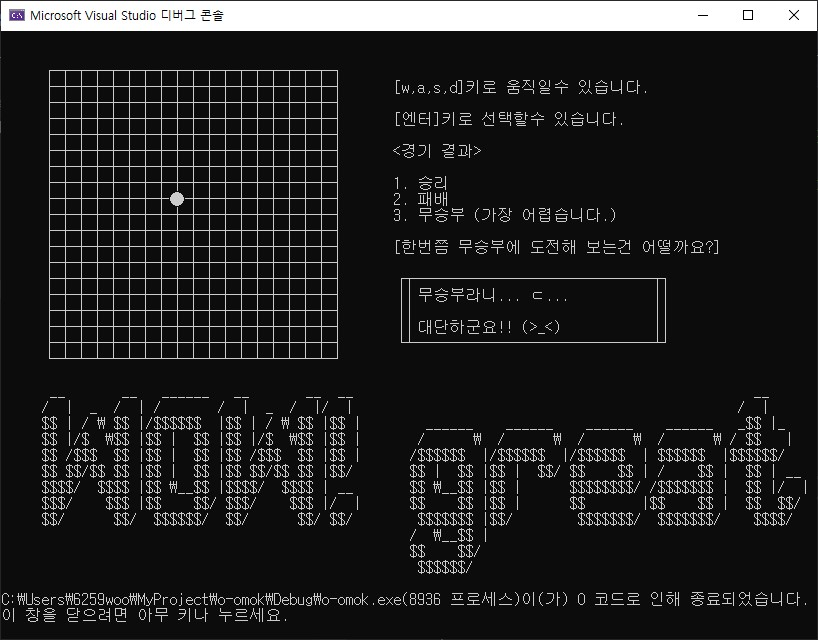 Microsoft Visual Studio 디버그 콘솔
[w,a,s,d]키로 움직일수 있습니다.
[엔터]키로 선택할수 있습니다.
<경기 결과>
1. 승리
2. 패배
3. 무승부 (가장 어렵습니다.)
[한번쯤 무승부에 도전해 보는건 어떨까요?]
무승부라니... ㄷ...
대단하군요!! (>_<)
WOW!
great
C:\Users\6259woo\MyProject\o-omok\Debug\o-omok.exe(8936 프로세스)이(가) 0 코드로 인해 종료되었습니다.
이 창을 닫으려면 아무 키나 누르세요.